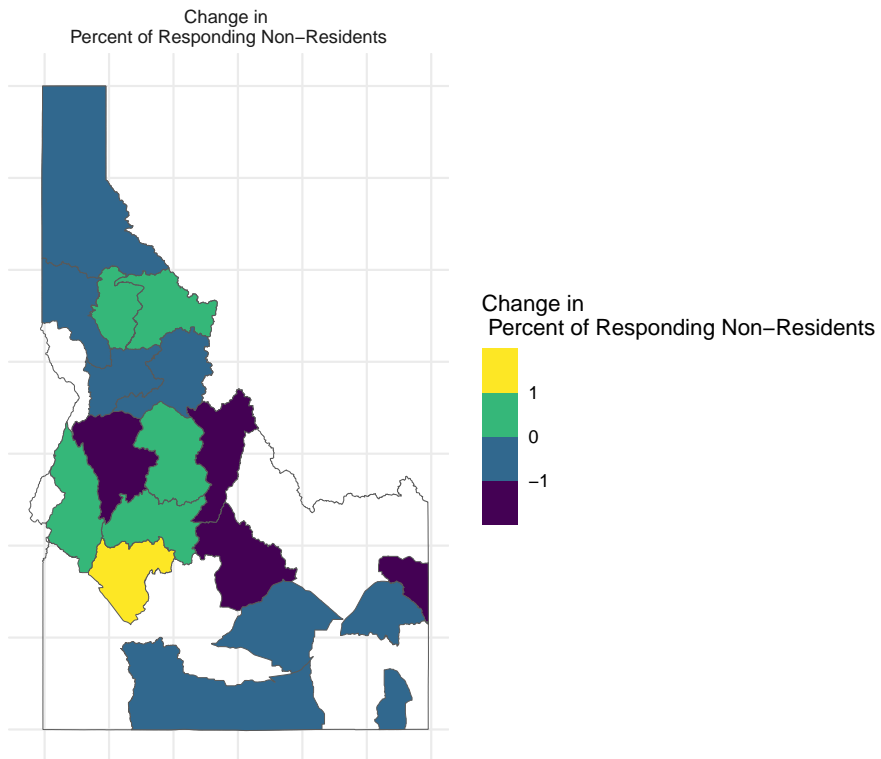 Change in
Percent of Responding Non−Residents
Change in
Percent of Responding Non−Residents
1
0
−1